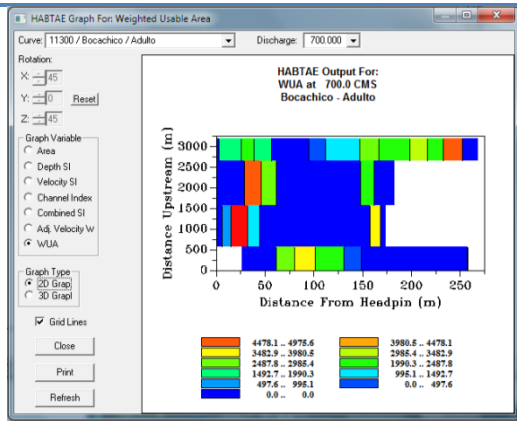 HABTAE Graph For: Weighted Usable Area
Curve: 11300 / Bocachico / Adulto Discharge: 700.000
Rotation:
X: 45
Y: 0 Reset
Z: 45
Graph Variable
Area
Depth SI
Velocity SI
Channel Index
Combined SI
Adj. Velocity W
WUA
Graph Type
2D Grap
3D Grapl
Grid Lines
Close
Print
Refresh
HABTAE Output For:
WUA at 700.0 CMS
Bocachico - Adulto
Distance Upstream (m)
3000
2500
2000
1500
1000
500
0
0 50 100 150 200 250
Distance From Headpin (m)
4478.1 .. 4975.6 3980.5 .. 4478.1
3482.9 .. 3980.5 2985.4 .. 3482.9
2487.8 .. 2985.4 1990.3 .. 2487.8
1492.7 .. 1990.3 995.1 .. 1492.7
497.6 .. 995.1 0.0 .. 497.6
0.0 .. 0.0